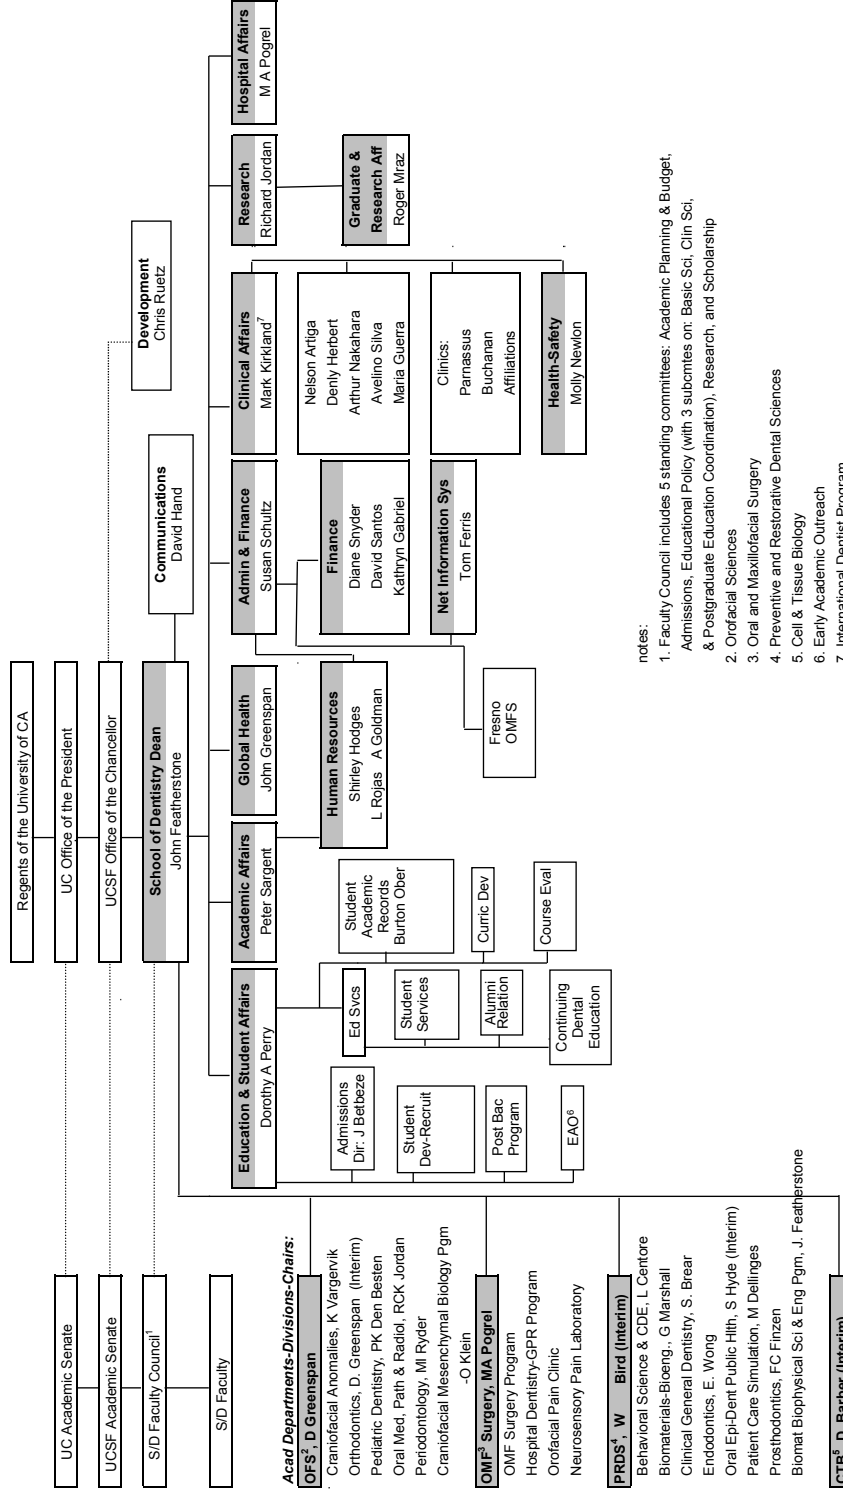 Regents of the University of CA
UC Office of the President
UCSF Office of the Chancellor
School of Dentistry Dean
John Featherstone
Communications
David Hand
Development
Chris Ruetz
UC Academic Senate
UCSF Academic Senate
S/D Faculty Council1
S/D Faculty
Education & Student Affairs
Dorothy A Perry
Academic Affairs
Peter Sargent
Global Health
John Greenspan
Admin & Finance
Susan Schultz
Clinical Affairs
Mark Kirkland7
Research
Richard Jordan
Hospital Affairs
M A Pogrel
Admissions
Dir: J Betbeze
Student
Dev-Recruit
Post Bac
Program
EAO6
Ed Svcs
Student
Services
Alumni
Relation
Continuing
Dental
Education
Student
Academic
Records
Burton Ober
Curric Dev
Course Eval
Human Resources
Shirley Hodges
L Rojas A Goldman
Finance
Diane Snyder
David Santos
Kathryn Gabriel
Net Information Sys
Tom Ferris
Fresno
OMFS
Nelson Artiga
Denly Herbert
Arthur Nakahara
Avelino Silva
Maria Guerra
Clinics:
Parnassus
Buchanan
Affiliations
Health-Safety
Molly Newlon
Graduate &
Research Aff
Roger Mraz
Acad Departments-Divisions-Chairs:
OFS2, D Greenspan
Craniofacial Anomalies, K Vargervik
Orthodontics, D. Greenspan (Interim)
Pediatric Dentistry, PK Den Besten
Oral Med, Path & Radiol, RCK Jordan
Periodontology, MI Ryder
Craniofacial Mesenchymal Biology Pgm
-O Klein
OMF3 Surgery, MA Pogrel
OMF Surgery Program
Hospital Dentistry-GPR Program
Orofacial Pain Clinic
Neurosensory Pain Laboratory
PRDS4, W Bird (Interim)
Behavioral Science & CDE, L Centore
Biomaterials-Bioeng., G Marshall
Clinical General Dentistry, S. Brear
Endodontics, E. Wong
Oral Epi-Dent Public Hlth, S Hyde (Interim)
Patient Care Simulation, M Dellinges
Prosthodontics, FC Finzen
Biomat Biophysical Sci & Eng Pgm, J. Featherstone
CTB5, D. Barber (Interim)
notes:
1. Faculty Council includes 5 standing committees: Academic Planning & Budget,
Admissions, Educational Policy (with 3 subcmtes on: Basic Sci, Clin Sci,
& Postgraduate Education Coordination), Research, and Scholarship
2. Orofacial Sciences
3. Oral and Maxillofacial Surgery
4. Preventive and Restorative Dental Sciences
5. Cell & Tissue Biology
6. Early Academic Outreach
7. International Dentist Program